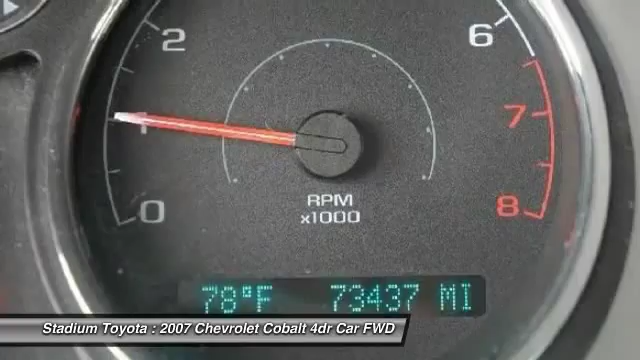 2
6
1
7
0
8
RPM
x1000
78°F 73437 MI
Stadium Toyota : 2007 Chevrolet Cobalt 4dr Car FWD